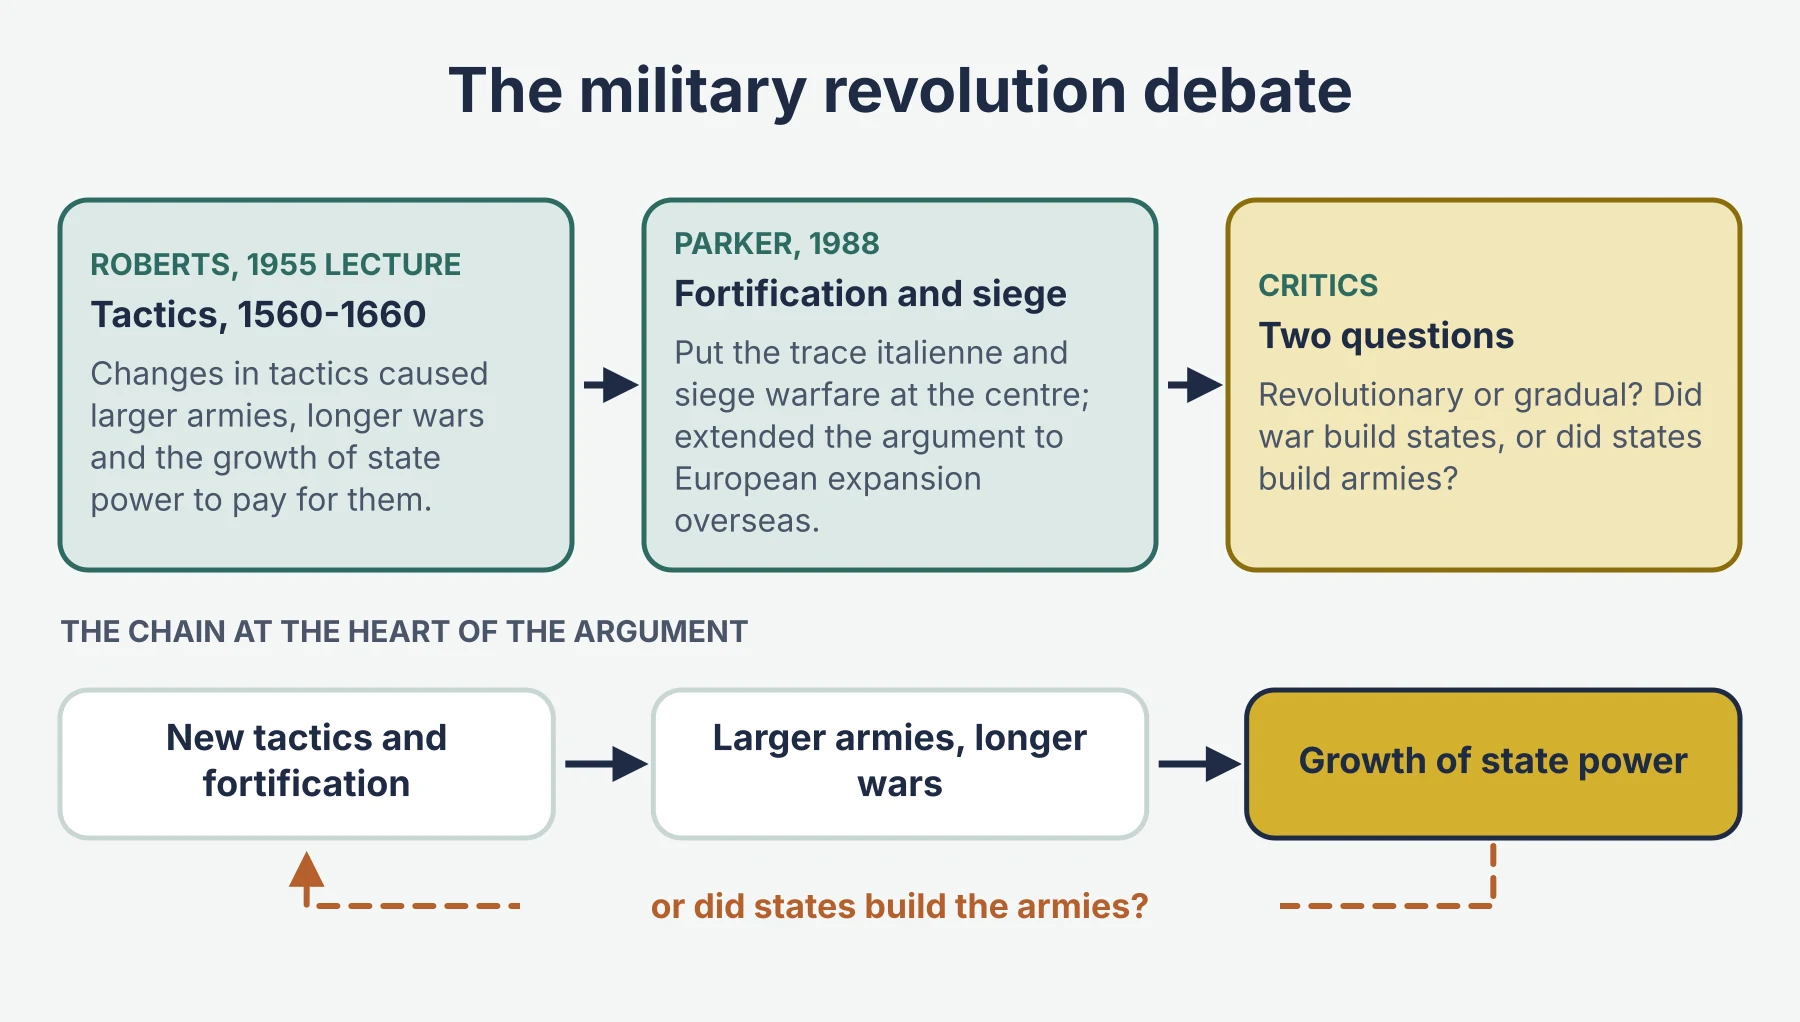 The military revolution debate
ROBERTS, 1955 LECTURE
Tactics, 1560-1660
Changes in tactics caused
larger armies, longer wars
and the growth of state
power to pay for them.
PARKER, 1988
Fortification and siege
Put the trace italienne and
siege warfare at the centre;
extended the argument to
European expansion
overseas.
CRITICS
Two questions
Revolutionary or gradual? Did
war build states, or did states
build armies?
THE CHAIN AT THE HEART OF THE ARGUMENT
New tactics and
fortification
Larger armies, longer
wars
Growth of state power
or did states build the armies?